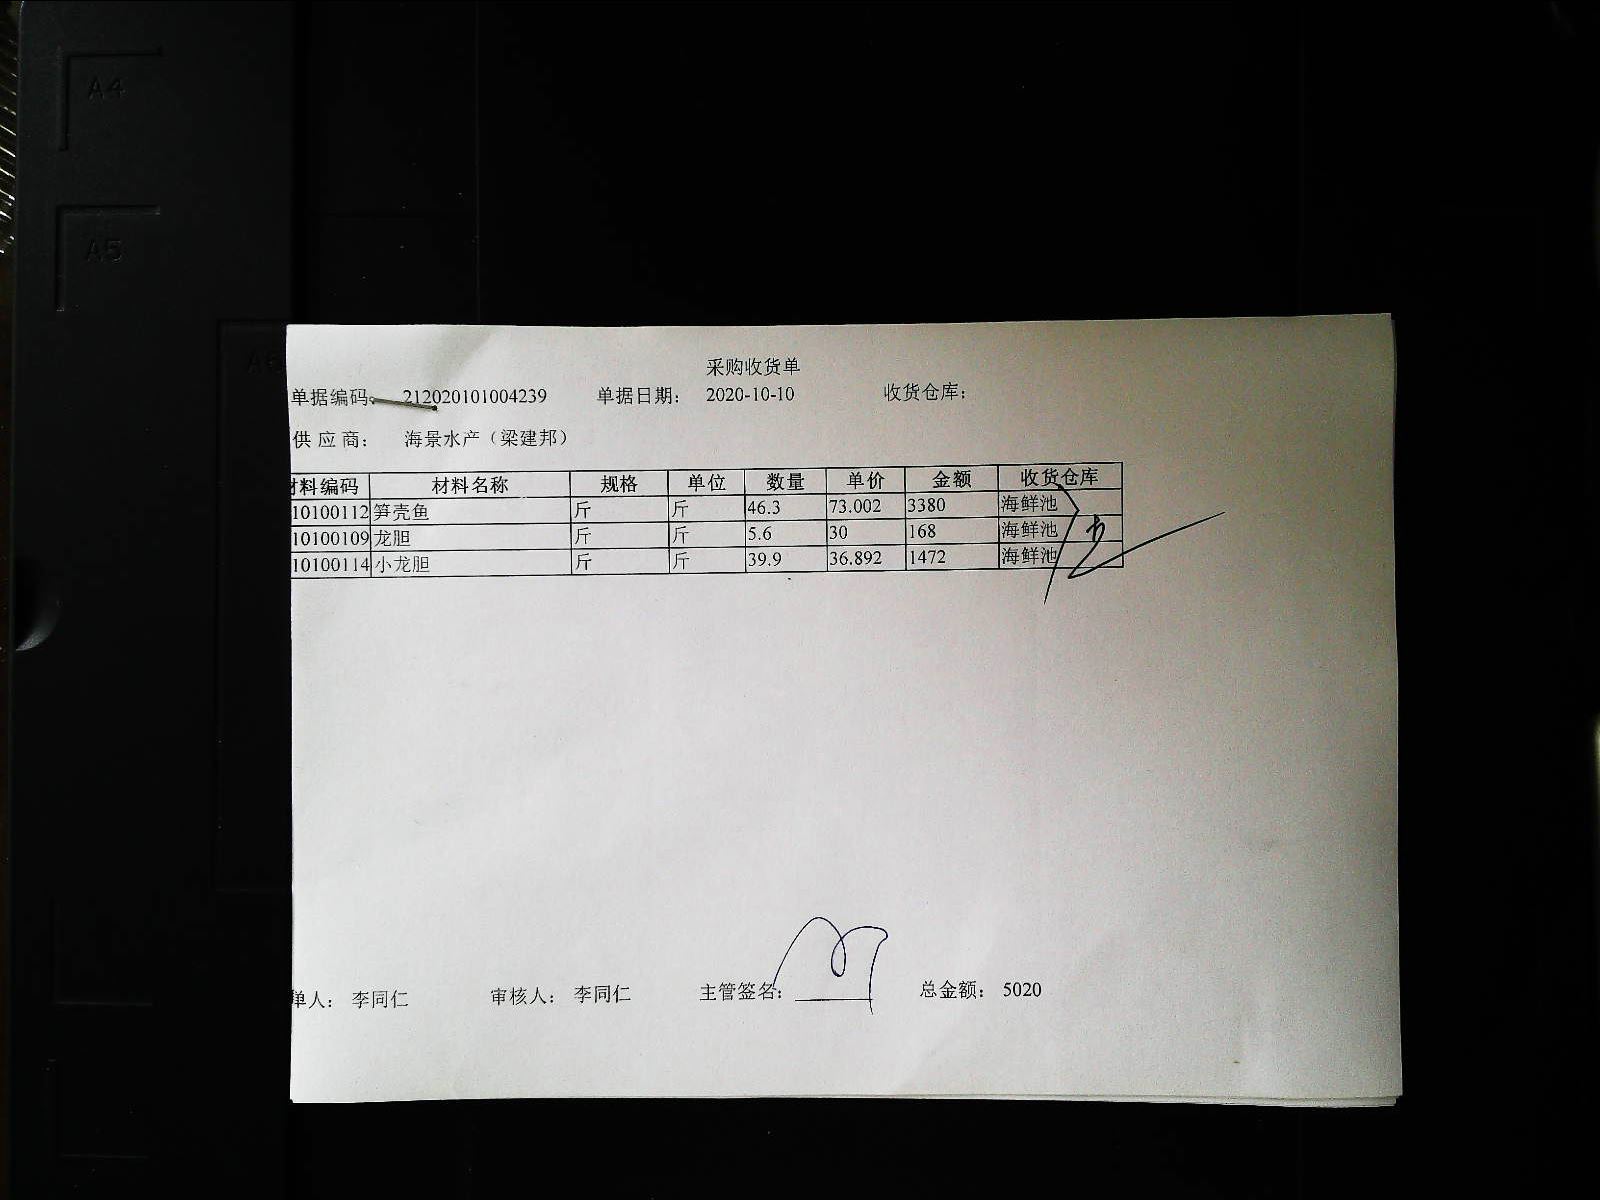 A4
A5
A6
采购收货单
单据编码: 212020101004239 单据日期: 2020-10-10 收货仓库:
供应商: 海景水产（梁建邦）
材料编码 材料名称 规格 单位 数量 单价 金额 收货仓库
10100112 笋壳鱼 斤 斤 46.3 73.002 3380 海鲜池
10100109 龙胆 斤 斤 5.6 30 168 海鲜池
10100114 小龙胆 斤 斤 39.9 36.892 1472 海鲜池
单人: 李同仁 审核人: 李同仁 主管签名: 总金额: 5020